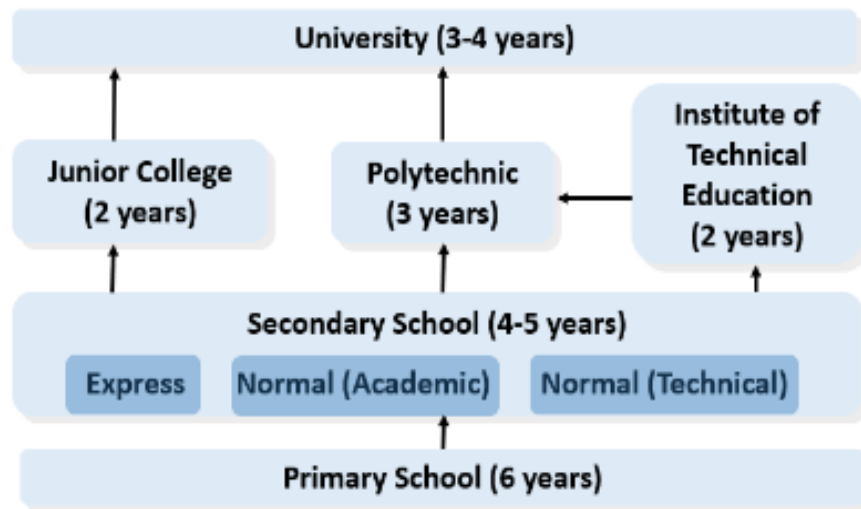 University (3-4 years)
Junior College
(2 years)
Polytechnic
(3 years)
Institute of
Technical
Education
(2 years)
Secondary School (4-5 years)
Express
Normal (Academic)
Normal (Technical)
Primary School (6 years)